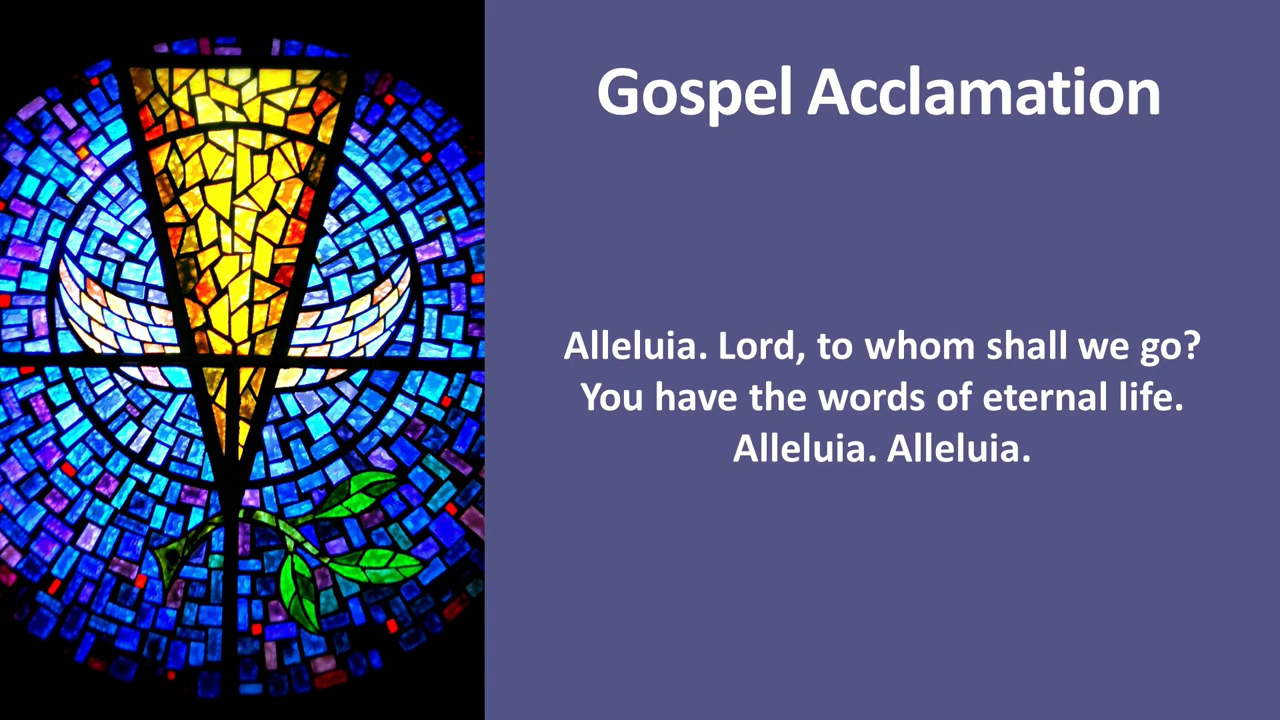 Gospel Acclamation
Alleluia. Lord, to whom shall we go?
You have the words of eternal life.
Alleluia. Alleluia.